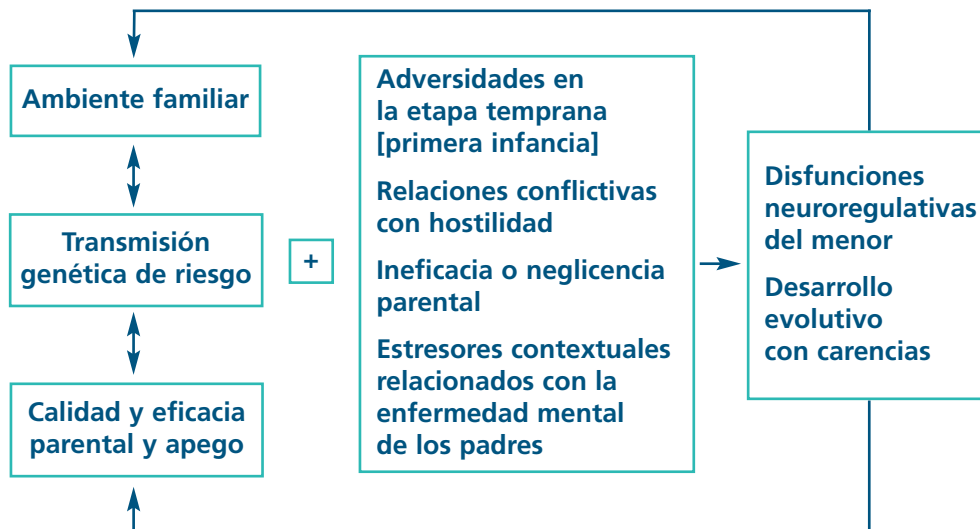 Ambiente familiar
Transmisión
genética de riesgo
Calidad y eficacia
parental y apego
+
Adversidades en
la etapa temprana
[primera infancia]
Relaciones conflictivas
con hostilidad
Ineficacia o neglicencia
parental
Estresores contextuales
relacionados con la
enfermedad mental
de los padres
Disfunciones
neuroregulativas
del menor
Desarrollo
evolutivo
con carencias